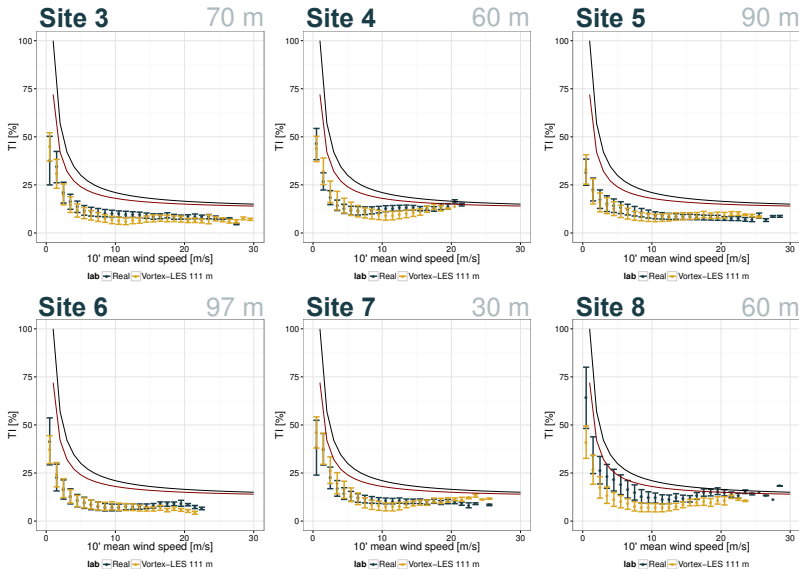 Site 3 70 m
Site 4 60 m
Site 5 90 m
TI [%]
100
75
50
25
0
0 10 20 30
10' mean wind speed [m/s]
lab Real Vortex−LES 111 m
TI [%]
100
75
50
25
0
0 10 20 30
10' mean wind speed [m/s]
lab Real Vortex−LES 111 m
TI [%]
100
75
50
25
0
0 10 20 30
10' mean wind speed [m/s]
lab Real Vortex−LES 111 m
Site 6 97 m
Site 7 30 m
Site 8 60 m
TI [%]
100
75
50
25
0
0 10 20 30
10' mean wind speed [m/s]
lab Real Vortex−LES 111 m
TI [%]
100
75
50
25
0
0 10 20 30
10' mean wind speed [m/s]
lab Real Vortex−LES 111 m
TI [%]
100
75
50
25
0
0 10 20 30
10' mean wind speed [m/s]
lab Real Vortex−LES 111 m